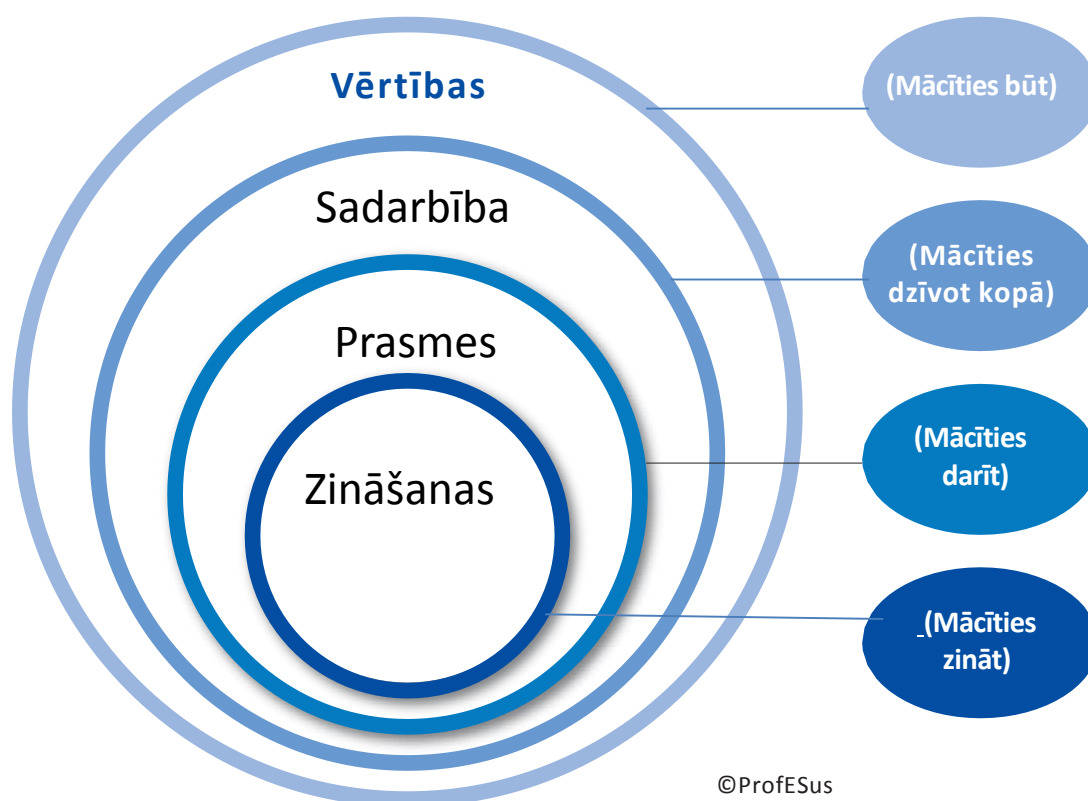 Vērtības
(Mācīties būt)
Sadarbība
(Mācīties
dzīvot kopā)
Prasmes
(Mācīties
darīt)
Zināšanas
(Mācīties
zināt)
©ProfESus